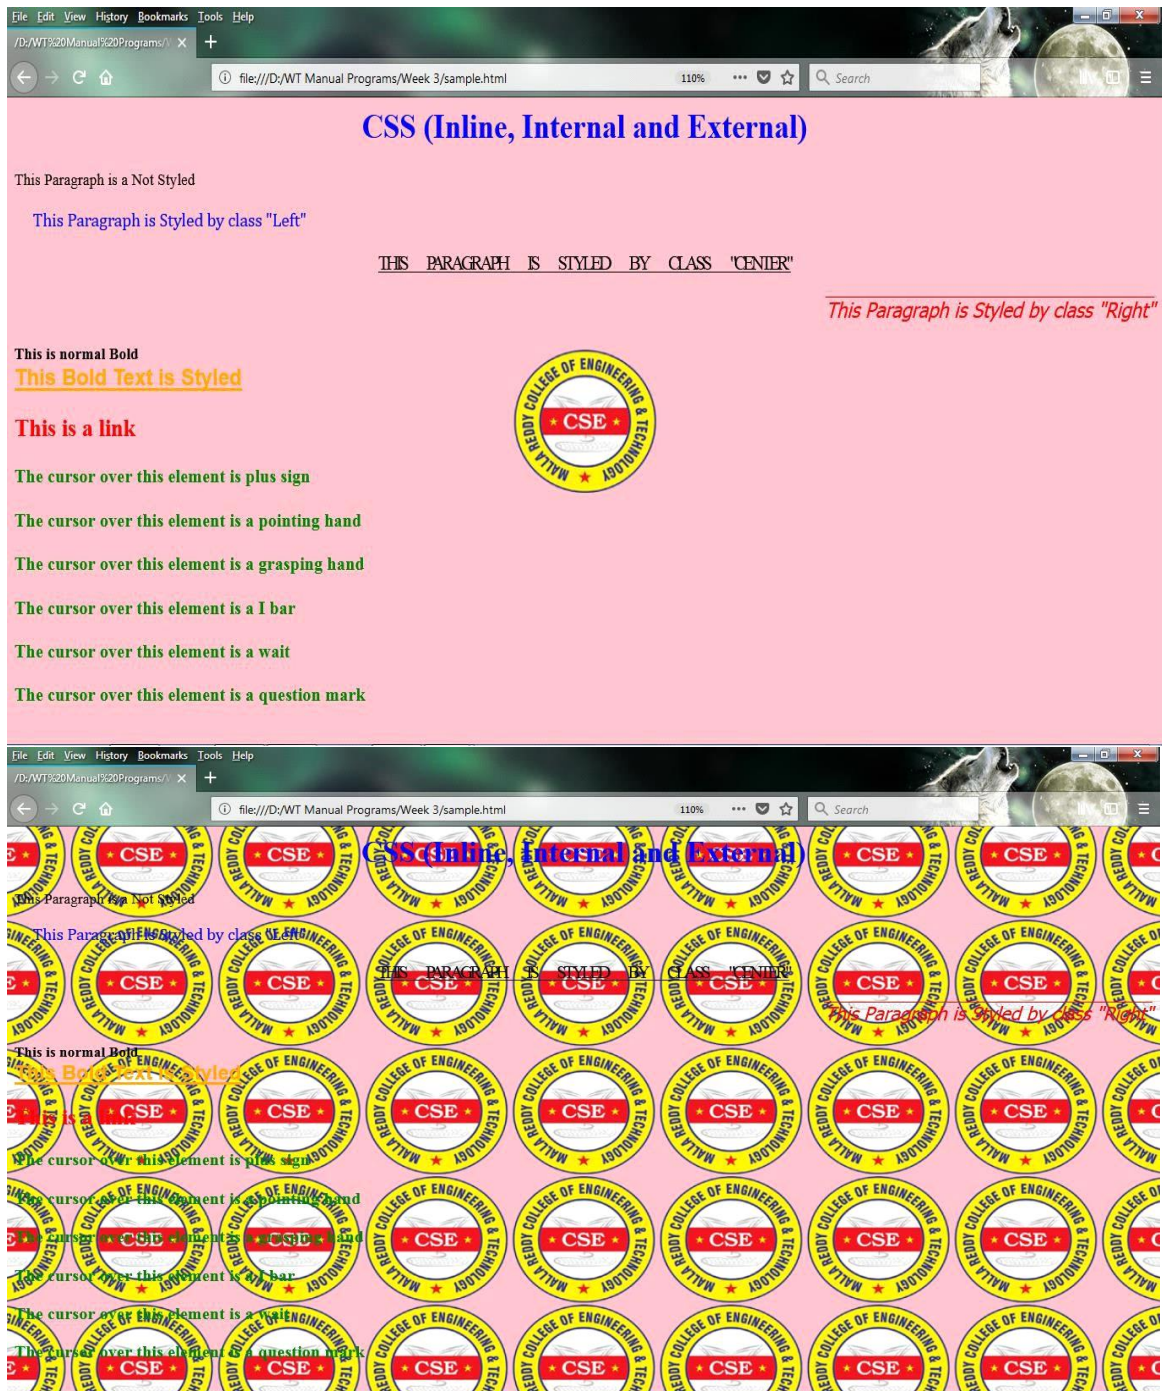 File Edit View History Bookmarks Tools Help
/D:/WT%20Manual%20Programs/
file:///D:/WT Manual Programs/Week 3/sample.html
110%
Search
CSS (Inline, Internal and External)
This Paragraph is a Not Styled
This Paragraph is Styled by class "Left"
THIS PARAGRAPH IS STYLED BY CLASS "CENTER"
This Paragraph is Styled by class "Right"
This is normal Bold
This Bold Text is Styled
MALLA REDDY COLLEGE OF ENGINEERING & TECHNOLOGY
CSE
This is a link
The cursor over this element is plus sign
The cursor over this element is a pointing hand
The cursor over this element is a grasping hand
The cursor over this element is a I bar
The cursor over this element is a wait
The cursor over this element is a question mark
File Edit View History Bookmarks Tools Help
/D:/WT%20Manual%20Programs/
file:///D:/WT Manual Programs/Week 3/sample.html
110%
Search
CSS (Inline, Internal and External)
This Paragraph is a Not Styled
This Paragraph is Styled by class "Left"
THIS PARAGRAPH IS STYLED BY CLASS "CENTER"
This Paragraph is Styled by class "Right"
This is normal Bold
This Bold Text is Styled
This is a link
The cursor over this element is plus sign
The cursor over this element is a pointing hand
The cursor over this element is a grasping hand
The cursor over this element is a I bar
The cursor over this element is a wait
The cursor over this element is a question mark
MALLA REDDY COLLEGE OF ENGINEERING & TECHNOLOGY
CSE